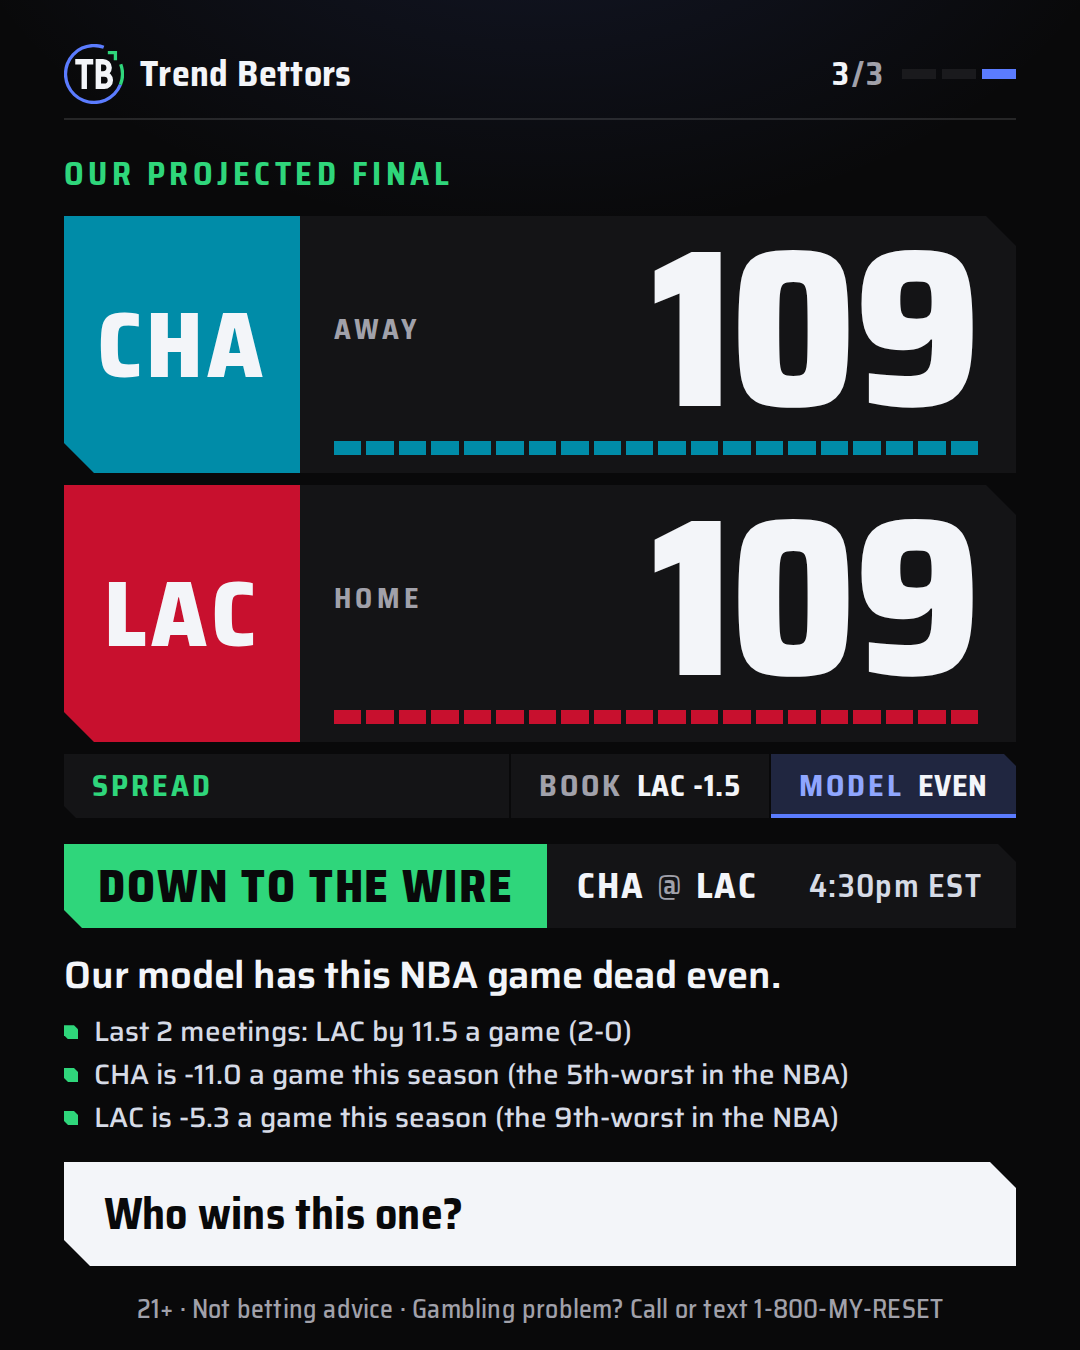 TB Trend Bettors 3/3
OUR PROJECTED FINAL
CHA AWAY 109
LAC HOME 109
SPREAD BOOK LAC -1.5 MODEL EVEN
DOWN TO THE WIRE CHA @ LAC 4:30pm EST
Our model has this NBA game dead even.
Last 2 meetings: LAC by 11.5 a game (2-0)
CHA is -11.0 a game this season (the 5th-worst in the NBA)
LAC is -5.3 a game this season (the 9th-worst in the NBA)
Who wins this one?
21+ · Not betting advice · Gambling problem? Call or text 1-800-MY-RESET